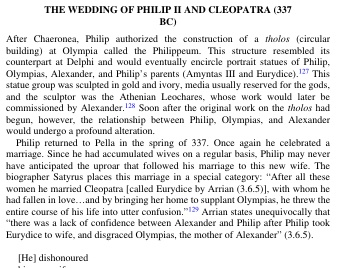 THE WEDDING OF PHILIP II AND CLEOPATRA (337
BC)
After Chaeronea, Philip authorized the construction of a tholos (circular
building) at Olympia called the Philippeum. This structure resembled its
counterpart at Delphi and would eventually encircle portrait statues of Philip,
Olympias, Alexander, and Philip’s parents (Amyntas III and Eurydice).127 This
statue group was sculpted in gold and ivory, media usually reserved for the gods,
and the sculptor was the Athenian Leochares, whose work would later be
commissioned by Alexander.128 Soon after the original work on the tholos had
begun, however, the relationship between Philip, Olympias, and Alexander
would undergo a profound alteration.
Philip returned to Pella in the spring of 337. Once again he celebrated a
marriage. Since he had accumulated wives on a regular basis, Philip may never
have anticipated the uproar that followed his marriage to this new wife. The
biographer Satyrus places this marriage in a special category: “After all these
women he married Cleopatra [called Eurydice by Arrian (3.6.5)], with whom he
had fallen in love…and by bringing her home to supplant Olympias, he threw the
entire course of his life into utter confusion.”129 Arrian states unequivocally that
“there was a lack of confidence between Alexander and Philip after Philip took
Eurydice to wife, and disgraced Olympias, the mother of Alexander” (3.6.5).
[He] dishonoured